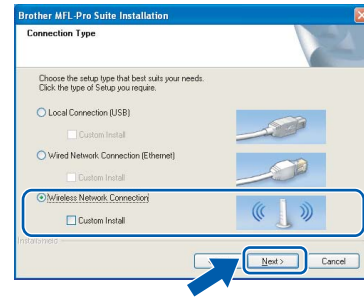 Brother MFL-Pro Suite Installation
Connection Type
Choose the setup type that best suits your needs.
Click the type of Setup you require.
Local Connection (USB)
Custom Install
Wired Network Connection (Ethernet)
Custom Install
Wireless Network Connection
Custom Install
InstallShield
Next >
Cancel